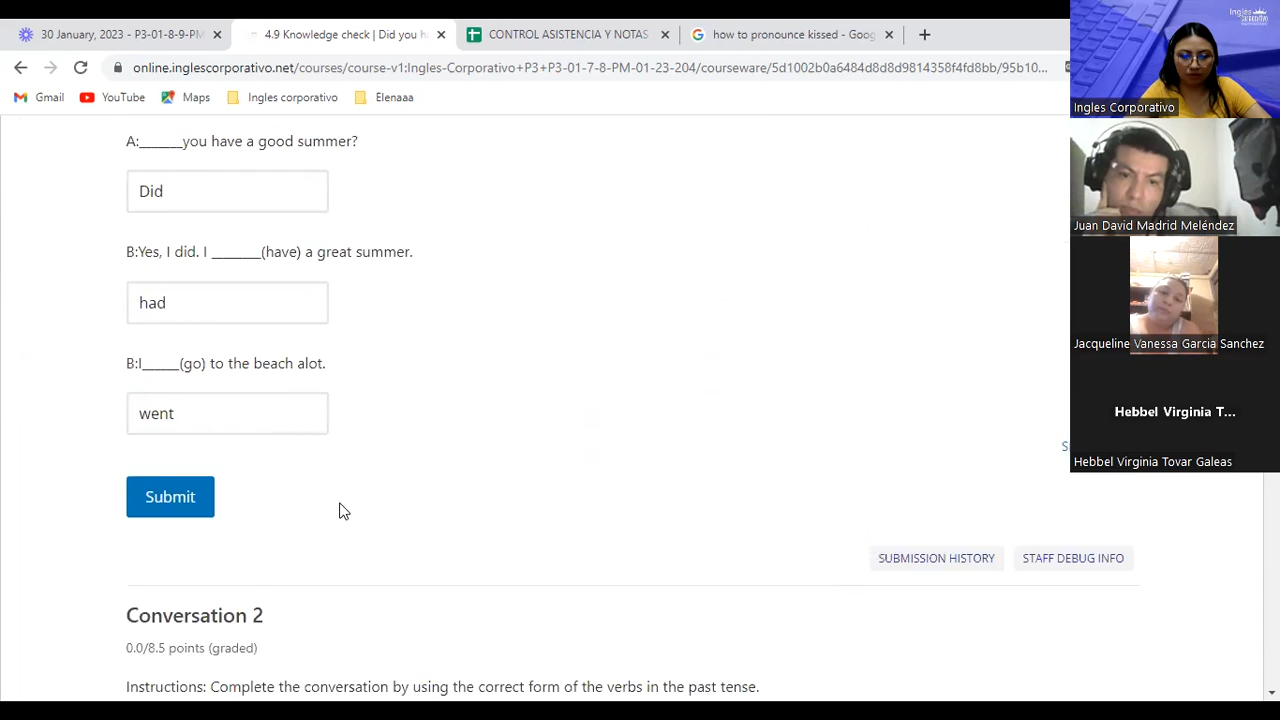 30 January, 2023 - P3-01-8-9-PM
4.9 Knowledge check | Did you h
CONTROL ASISTENCIA Y NOTAS
how to pronounce kissed - Goog
online.inglescorporativo.net/courses/course-v1:Ingles-Corporativo+P3+P3-01-7-8-PM-01-23-204/courseware/5d1002b0a6484d8d8d9814358f4fd8bb/95b10...
Gmail
YouTube
Maps
Ingles corporativo
Elenaaa
A:_______you have a good summer?
Did
B:Yes, I did. I ________(have) a great summer.
had
B:I______(go) to the beach alot.
went
Submit
SUBMISSION HISTORY
STAFF DEBUG INFO
Conversation 2
0.0/8.5 points (graded)
Instructions: Complete the conversation by using the correct form of the verbs in the past tense.
Ingles
Ingles Corporativo
Juan David Madrid Meléndez
Jacqueline Vanessa Garcia Sanchez
Hebbel Virginia T...
Hebbel Virginia Tovar Galeas